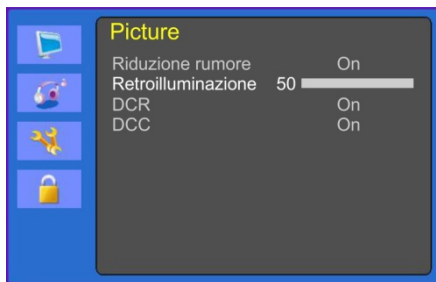 Picture
Riduzione rumore On
Retroilluminazione 50
DCR On
DCC On